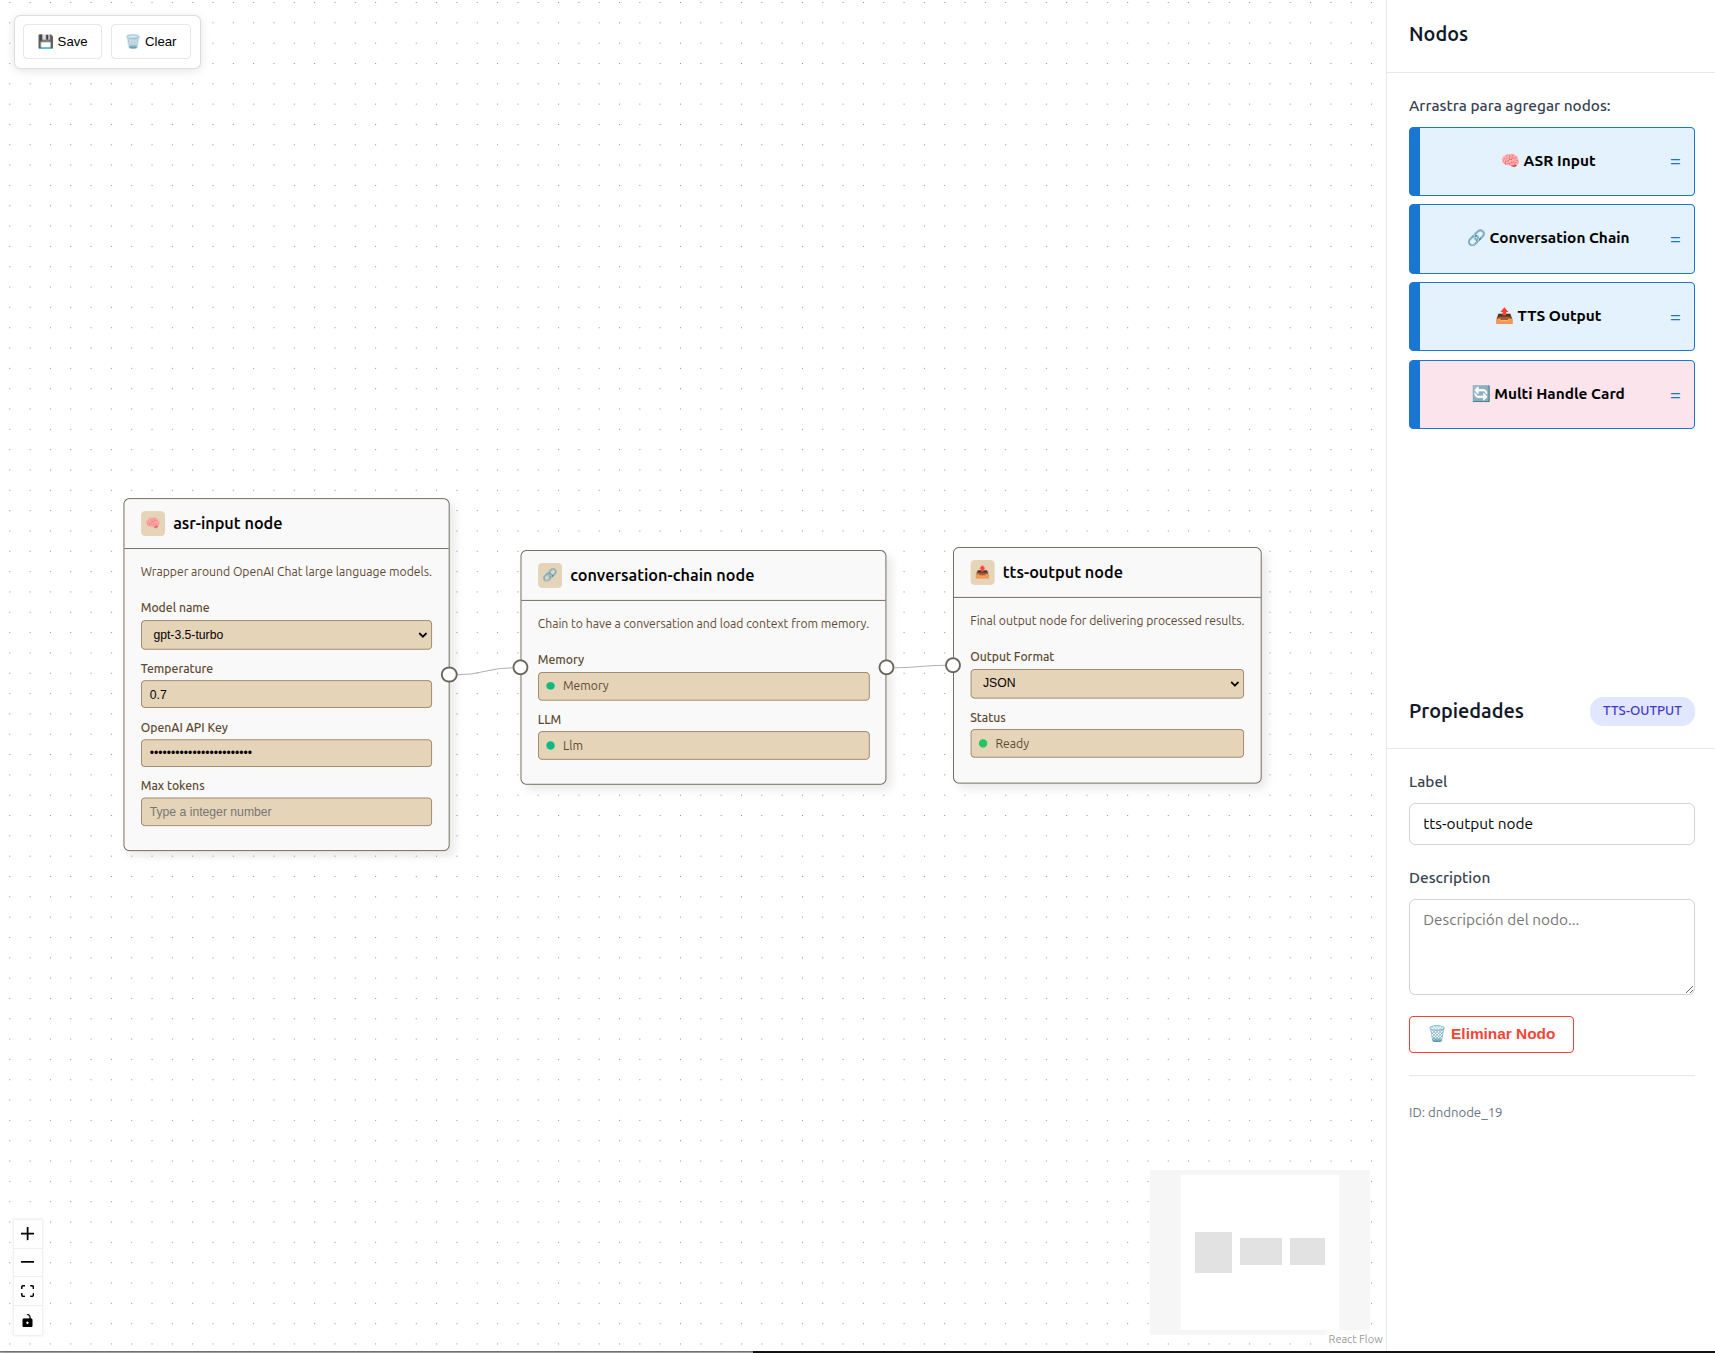 Save
Clear
Nodos
Arrastra para agregar nodos:
ASR Input
=
Conversation Chain
=
TTS Output
=
Multi Handle Card
=
asr-input node
Wrapper around OpenAI Chat large language models.
Model name
gpt-3.5-turbo
Temperature
0.7
OpenAI API Key
••••••••••••••••••••••••
Max tokens
Type a integer number
conversation-chain node
Chain to have a conversation and load context from memory.
Memory
Memory
LLM
Llm
tts-output node
Final output node for delivering processed results.
Output Format
JSON
Status
Ready
Propiedades
TTS-OUTPUT
Label
tts-output node
Description
Descripción del nodo...
Eliminar Nodo
ID: dndnode_19
React Flow